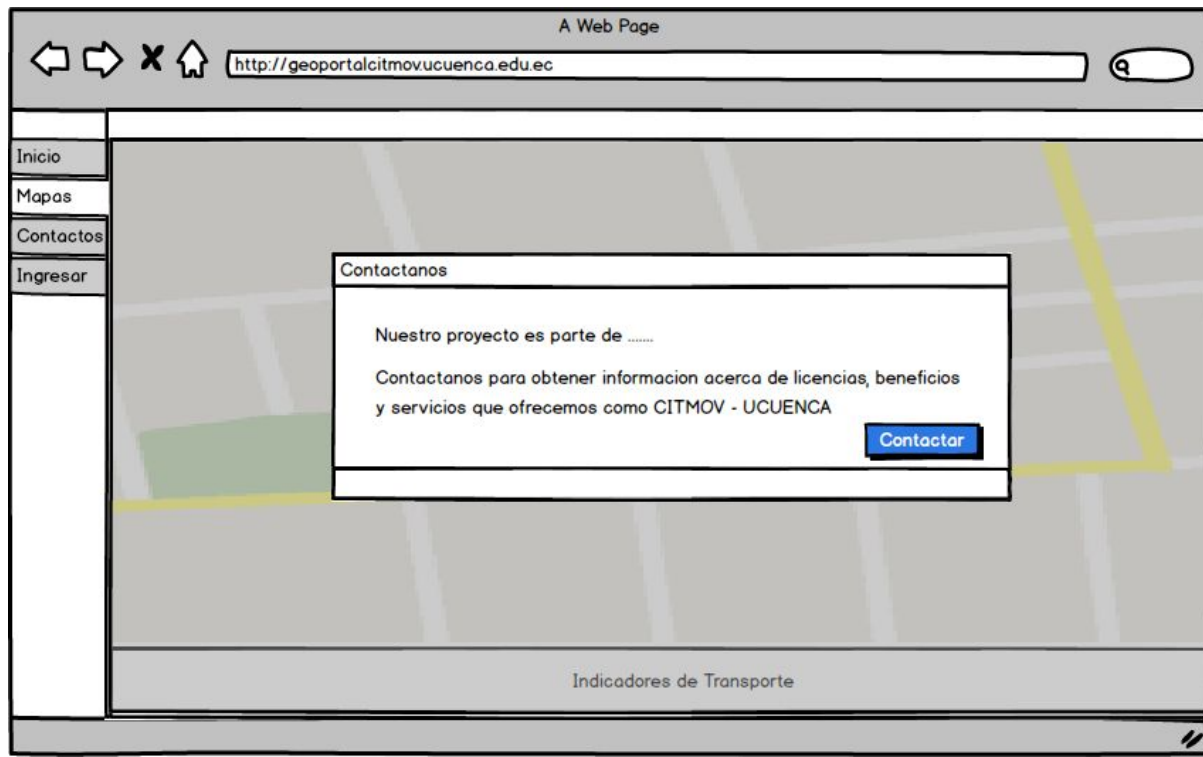 A Web Page
http://geoportalcitmov.ucuenca.edu.ec
Inicio
Mapas
Contactos
Ingresar
Contactanos
Nuestro proyecto es parte de .......
Contactanos para obtener informacion acerca de licencias, beneficios
y servicios que ofrecemos como CITMOV - UCUENCA
Contactar
Indicadores de Transporte